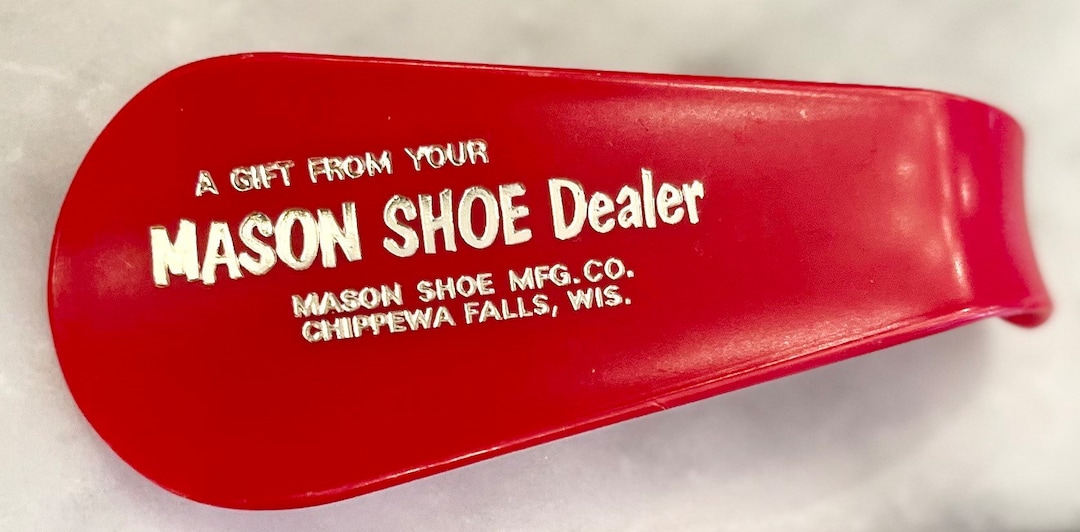 A GIFT FROM YOUR
MASON SHOE Dealer
MASON SHOE MFG. CO.
CHIPPEWA FALLS, WIS.